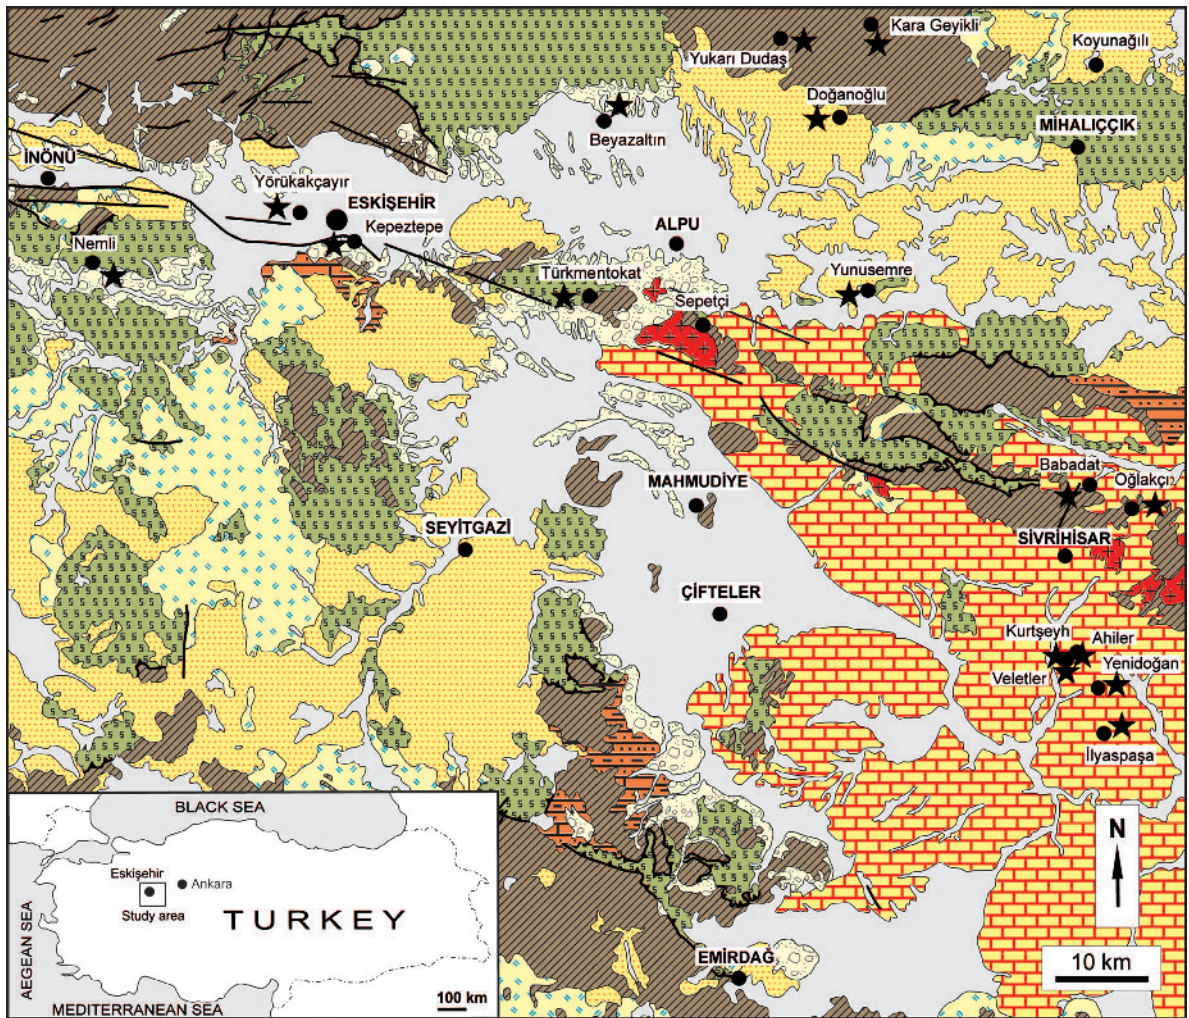 Kara Geyikli
Yukarı Dudaş
Koyunağılı
Doğanoğlu
Beyazaltın
MİHALIÇÇIK
İNÖNÜ
Yörükakçayır
ESKİŞEHİR
Kepeztepe
ALPU
Nemli
Türkmentokat
Yunusemre
Sepetçi
Babadat
Oğlakçı
MAHMUDİYE
SEYİTGAZİ
SİVRİHİSAR
ÇİFTELER
Kurtşeyh
Ahiler
Veletler
Yenidoğan
İlyaspaşa
BLACK SEA
Eskişehir
Ankara
Study area
TURKEY
AEGEAN SEA
MEDITERRANEAN SEA
100 km
N
10 km
EMİRDAĞ